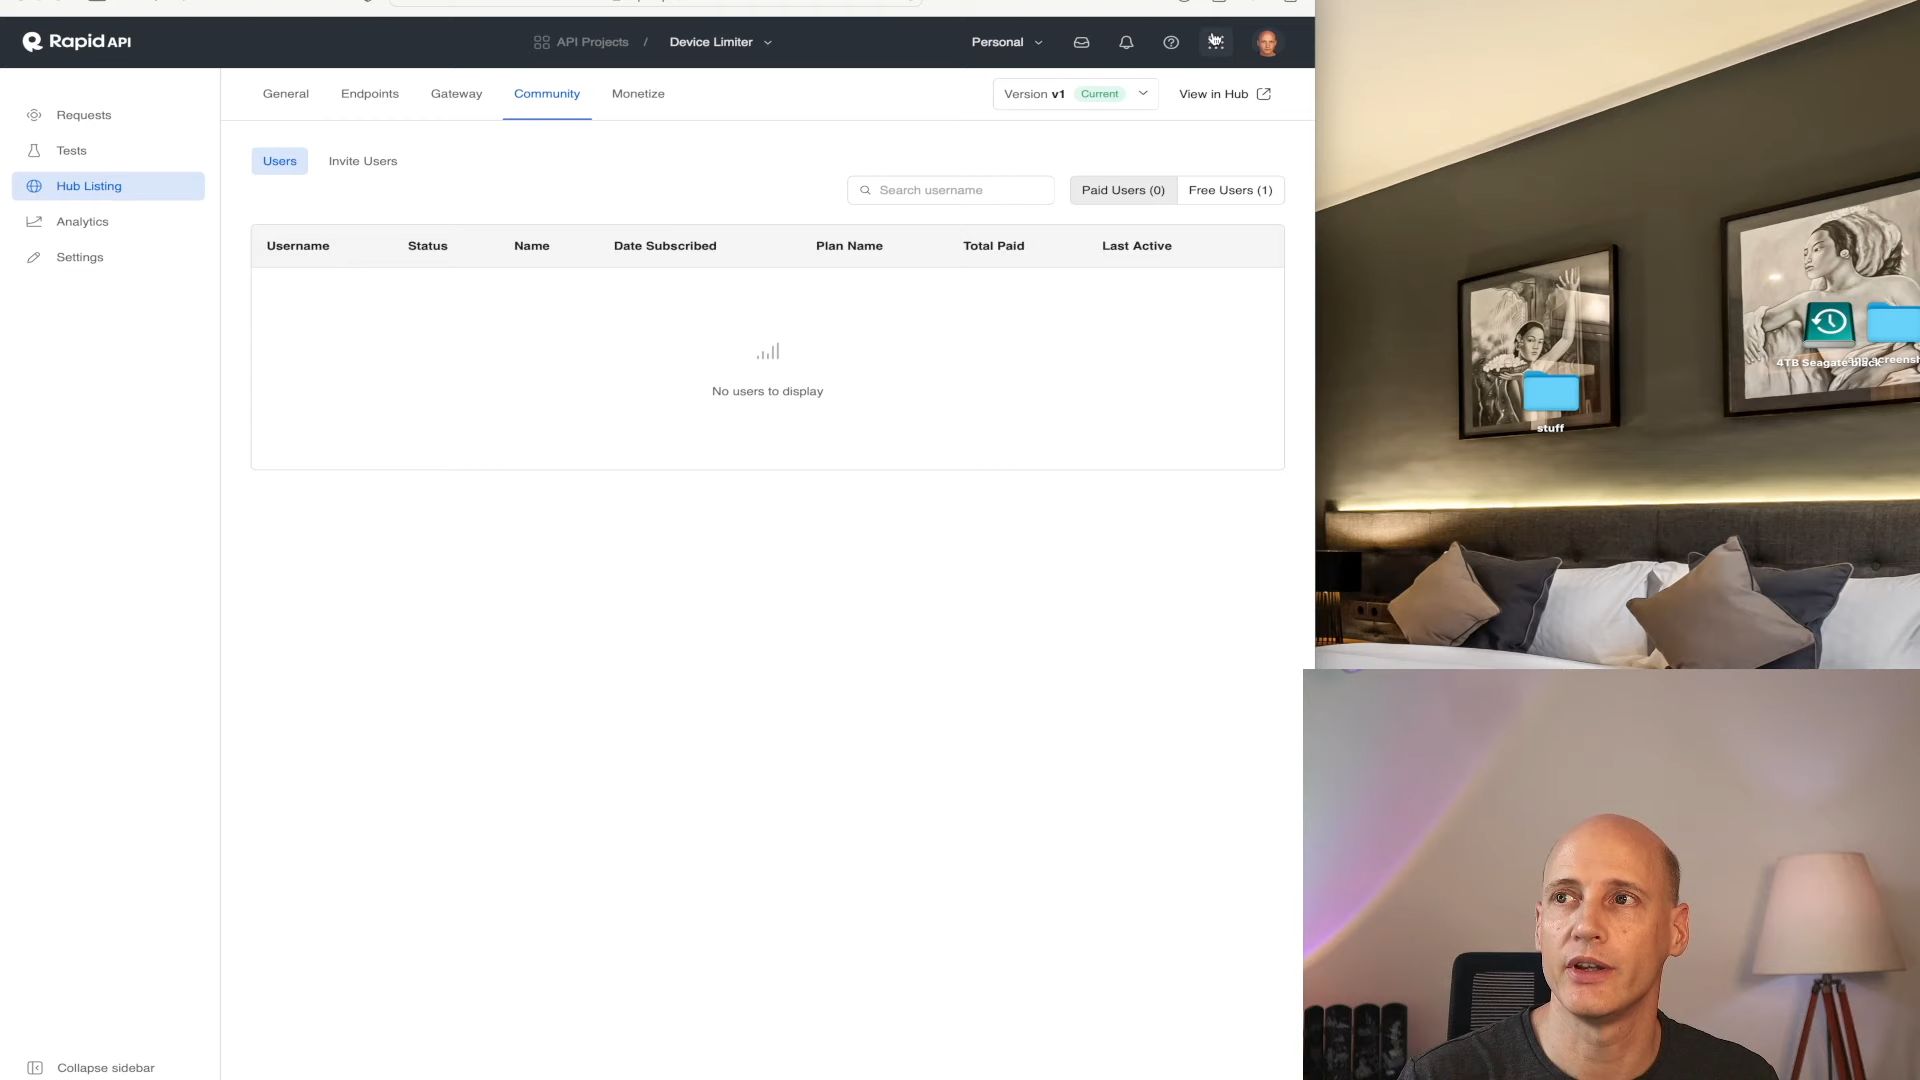 Rapid API
API Projects / Device Limiter
Personal
General Endpoints Gateway Community Monetize
Version v1 Current View in Hub
Requests
Tests
Hub Listing
Analytics
Settings
Users Invite Users
Search username Paid Users (0) Free Users (1)
Username Status Name Date Subscribed Plan Name Total Paid Last Active
No users to display
stuff
4TB Seagate black
Collapse sidebar